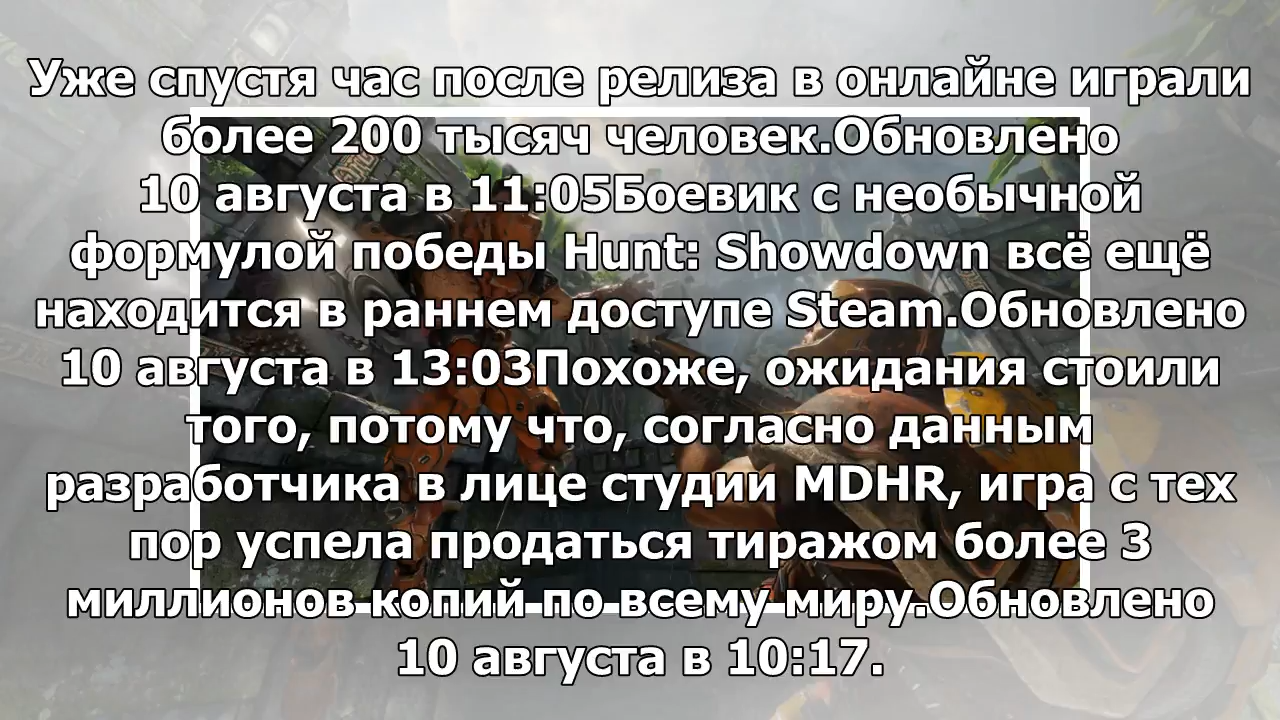 Уже спустя час после релиза в онлайне играли
более 200 тысяч человек.Обновлено
10 августа в 11:05Боевик с необычной
формулой победы Hunt: Showdown всё ещё
находится в раннем доступе Steam.Обновлено
10 августа в 13:03Похоже, ожидания стоили
того, потому что, согласно данным
разработчика в лице студии MDHR, игра с тех
пор успела продаться тиражом более 3
миллионов копий по всему миру.Обновлено
10 августа в 10:17.